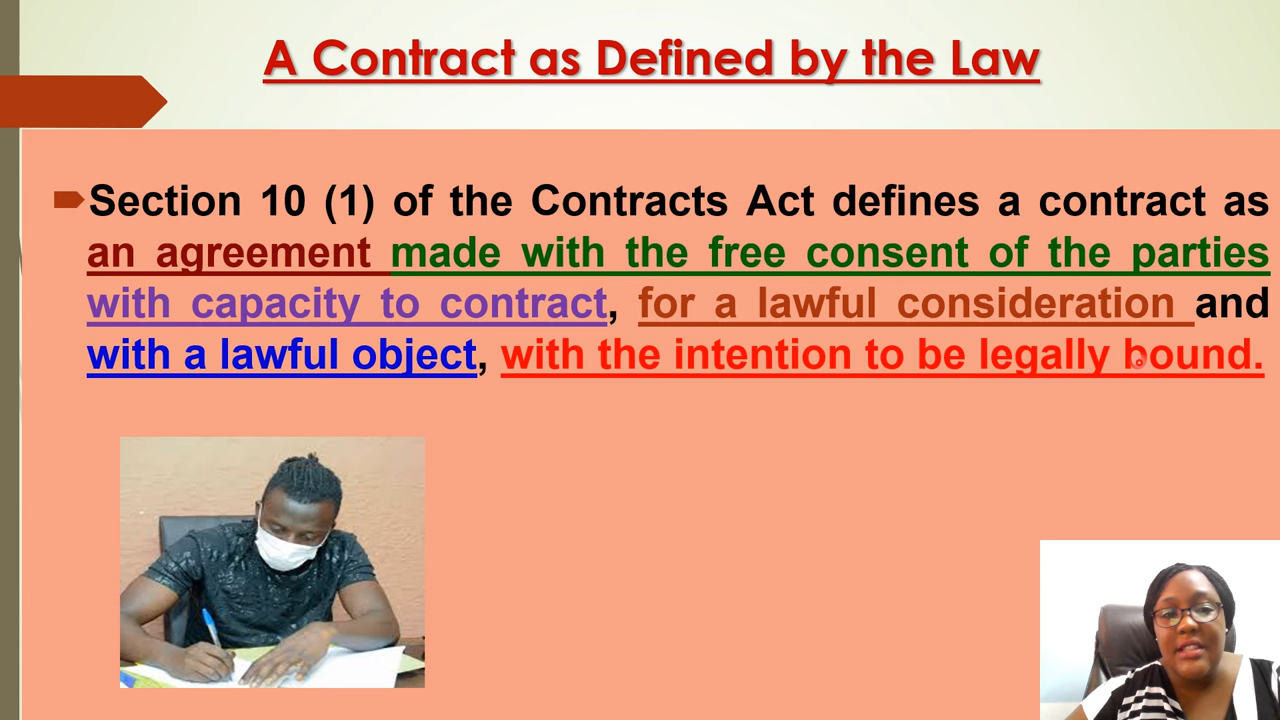 A Contract as Defined by the Law
Section 10 (1) of the Contracts Act defines a contract as
an agreement made with the free consent of the parties
with capacity to contract, for a lawful consideration and
with a lawful object, with the intention to be legally bound.